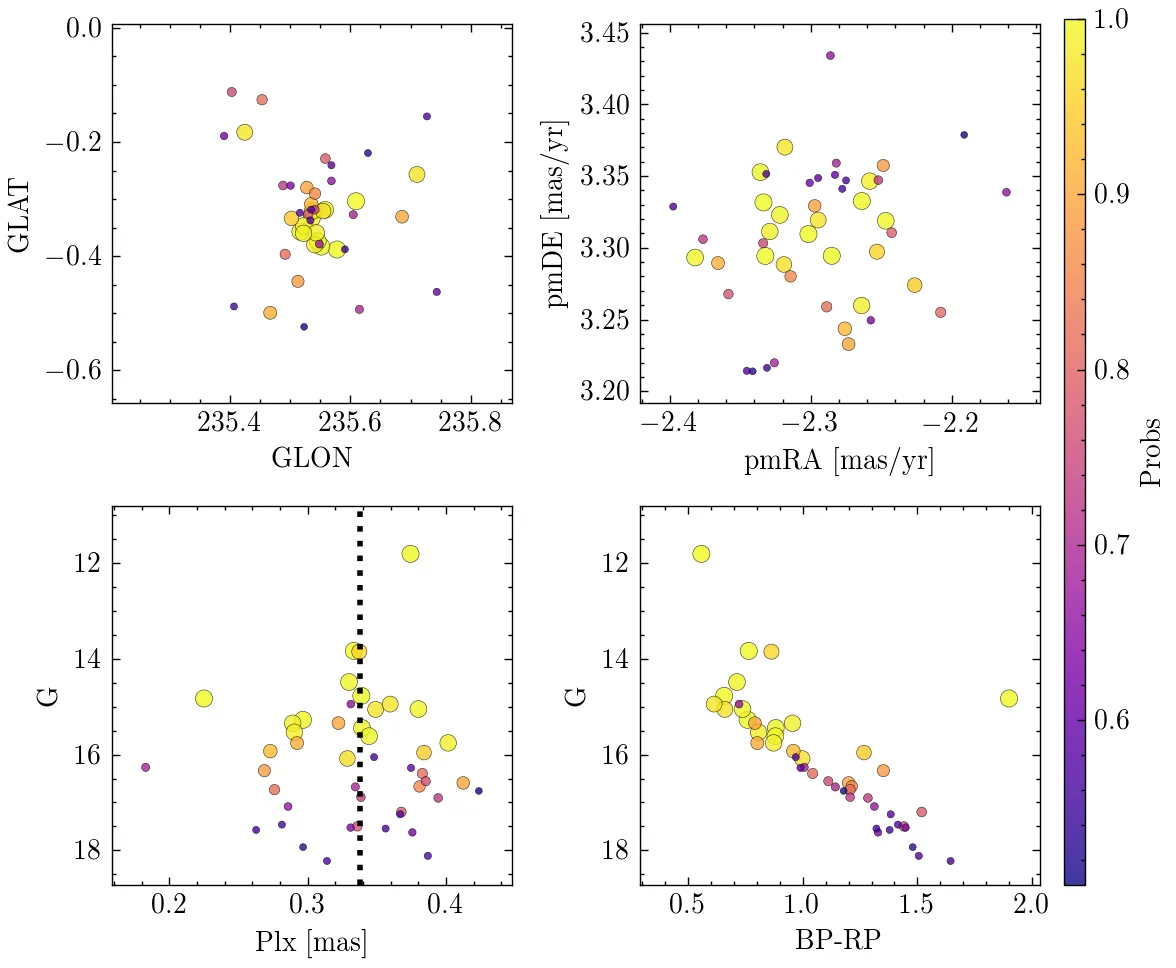 0.0
−0.2
−0.4
−0.6
GLAT
235.4 235.6 235.8
GLON
3.45
3.40
3.35
3.30
3.25
3.20
pmDE [mas/yr]
−2.4 −2.3 −2.2
pmRA [mas/yr]
12
14
16
18
G
0.2 0.3 0.4
Plx [mas]
12
14
16
18
G
0.5 1.0 1.5 2.0
BP-RP
1.0
0.9
0.8
0.7
0.6
Probs